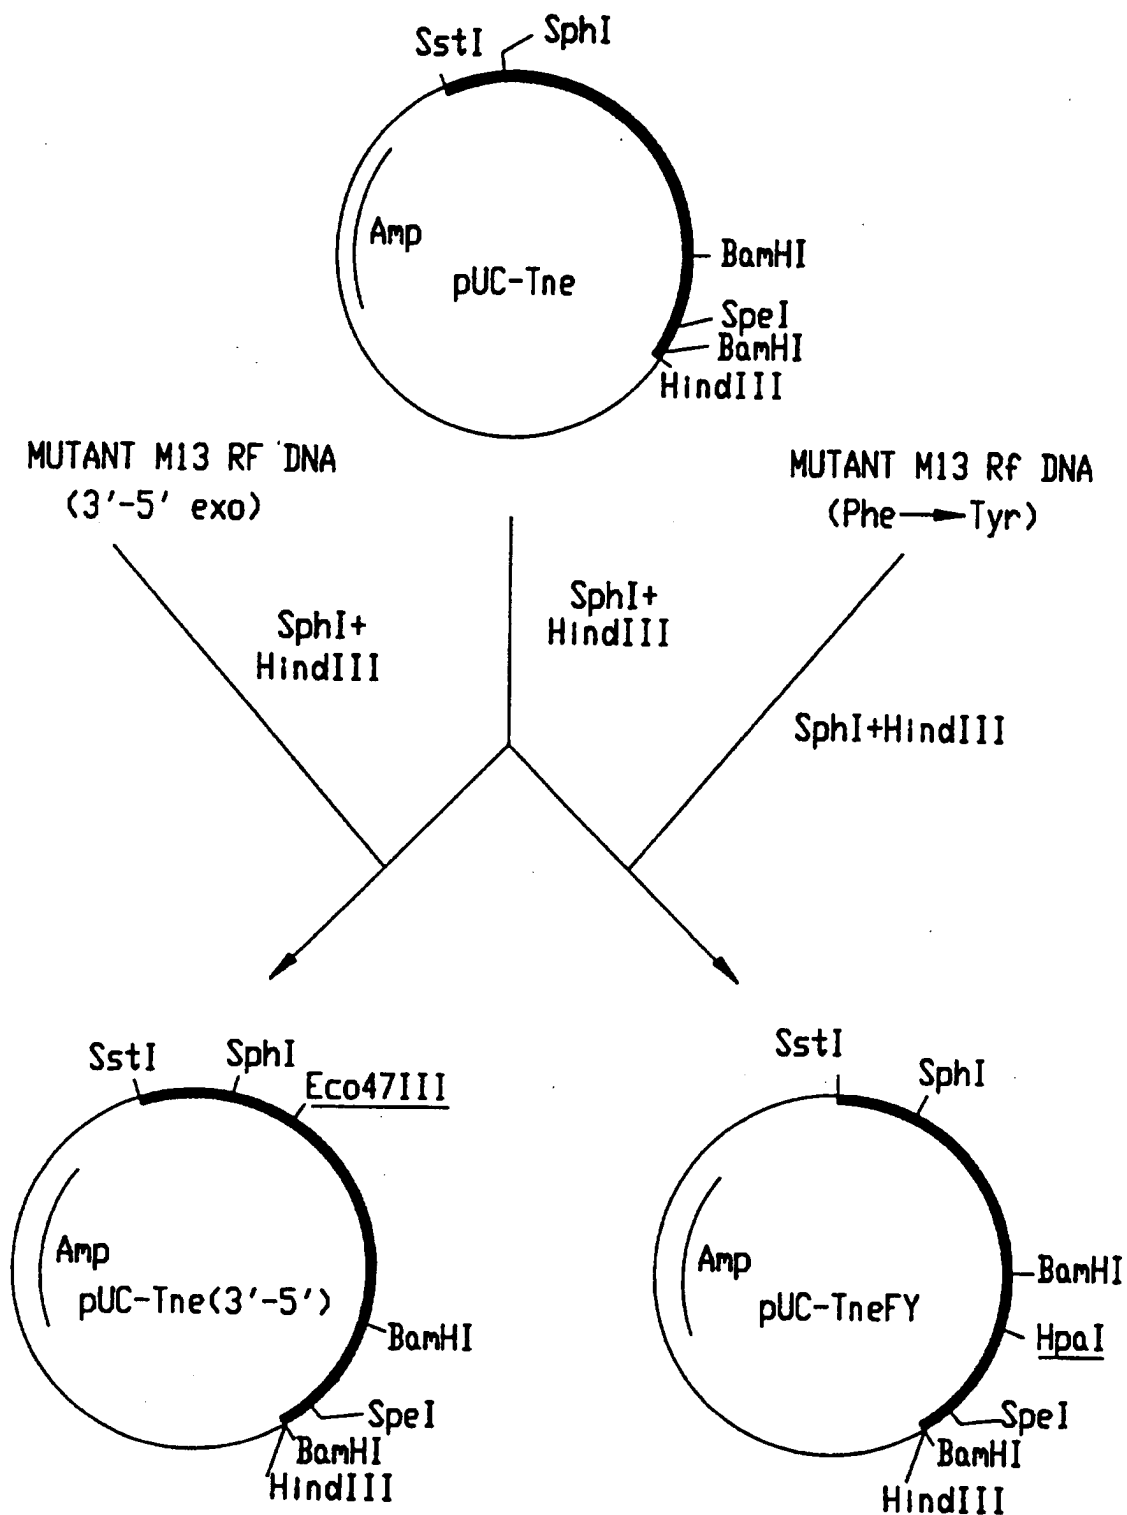 SstI
SphI
Amp
pUC-Tne
BamHI
SpeI
BamHI
HindIII
MUTANT M13 RF DNA
(3'-5' exo)
MUTANT M13 Rf DNA
(Phe→Tyr)
SphI+
HindIII
SphI+
HindIII
SphI+HindIII
SstI
SphI
Eco47III
Amp
pUC-Tne(3'-5')
BamHI
SpeI
BamHI
HindIII
SstI
SphI
Amp
pUC-TneFY
BamHI
HpaI
SpeI
BamHI
HindIII